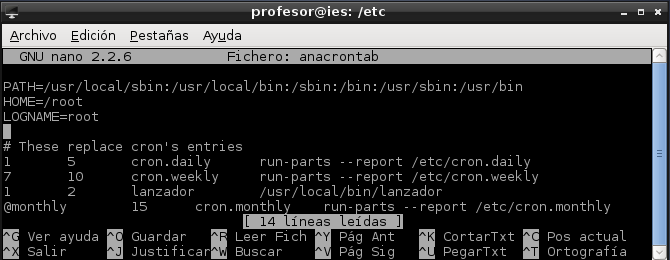 profesor@ies: /etc
Archivo Edición Pestañas Ayuda
GNU nano 2.2.6 Fichero: anacrontab
PATH=/usr/local/sbin:/usr/local/bin:/sbin:/bin:/usr/sbin:/usr/bin
HOME=/root
LOGNAME=root
# These replace cron's entries
1 5 cron.daily run-parts --report /etc/cron.daily
7 10 cron.weekly run-parts --report /etc/cron.weekly
1 2 lanzador /usr/local/bin/lanzador
@monthly 15 cron.monthly run-parts --report /etc/cron.monthly
[ 14 líneas leídas ]
^G Ver ayuda ^O Guardar ^R Leer Fich ^Y Pág Ant ^K CortarTxt ^C Pos actual
^X Salir ^J Justificar ^W Buscar ^V Pág Sig ^U PegarTxt ^T Ortografía